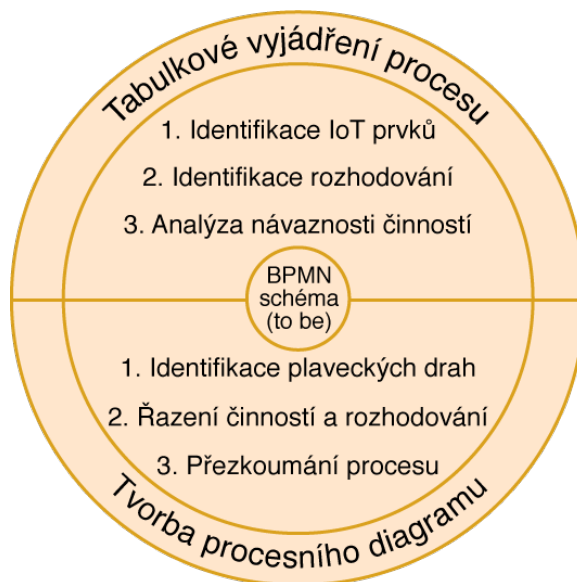 Tabulkové vyjádření procesu
1. Identifikace IoT prvků
2. Identifikace rozhodování
3. Analýza návaznosti činností
BPMN
schéma
(to be)
1. Identifikace plaveckých drah
2. Řazení činností a rozhodování
3. Přezkoumání procesu
Tvorba procesního diagramu